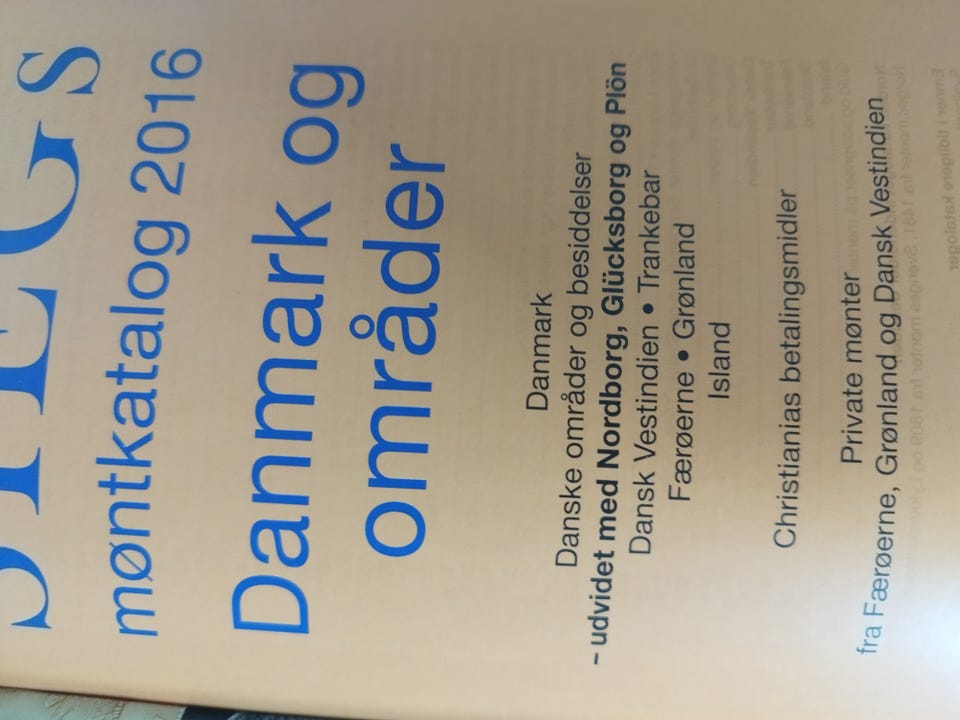 STEGs
møntkatalog 2016
Danmark og
områder
Danmark
Danske områder og besiddelser
– udvidet med Nordborg, Glücksborg og Plön
Dansk Vestindien • Trankebar
Færøerne • Grønland
Island
Christianias betalingsmidler
Private mønter
fra Færøerne, Grønland og Dansk Vestindien